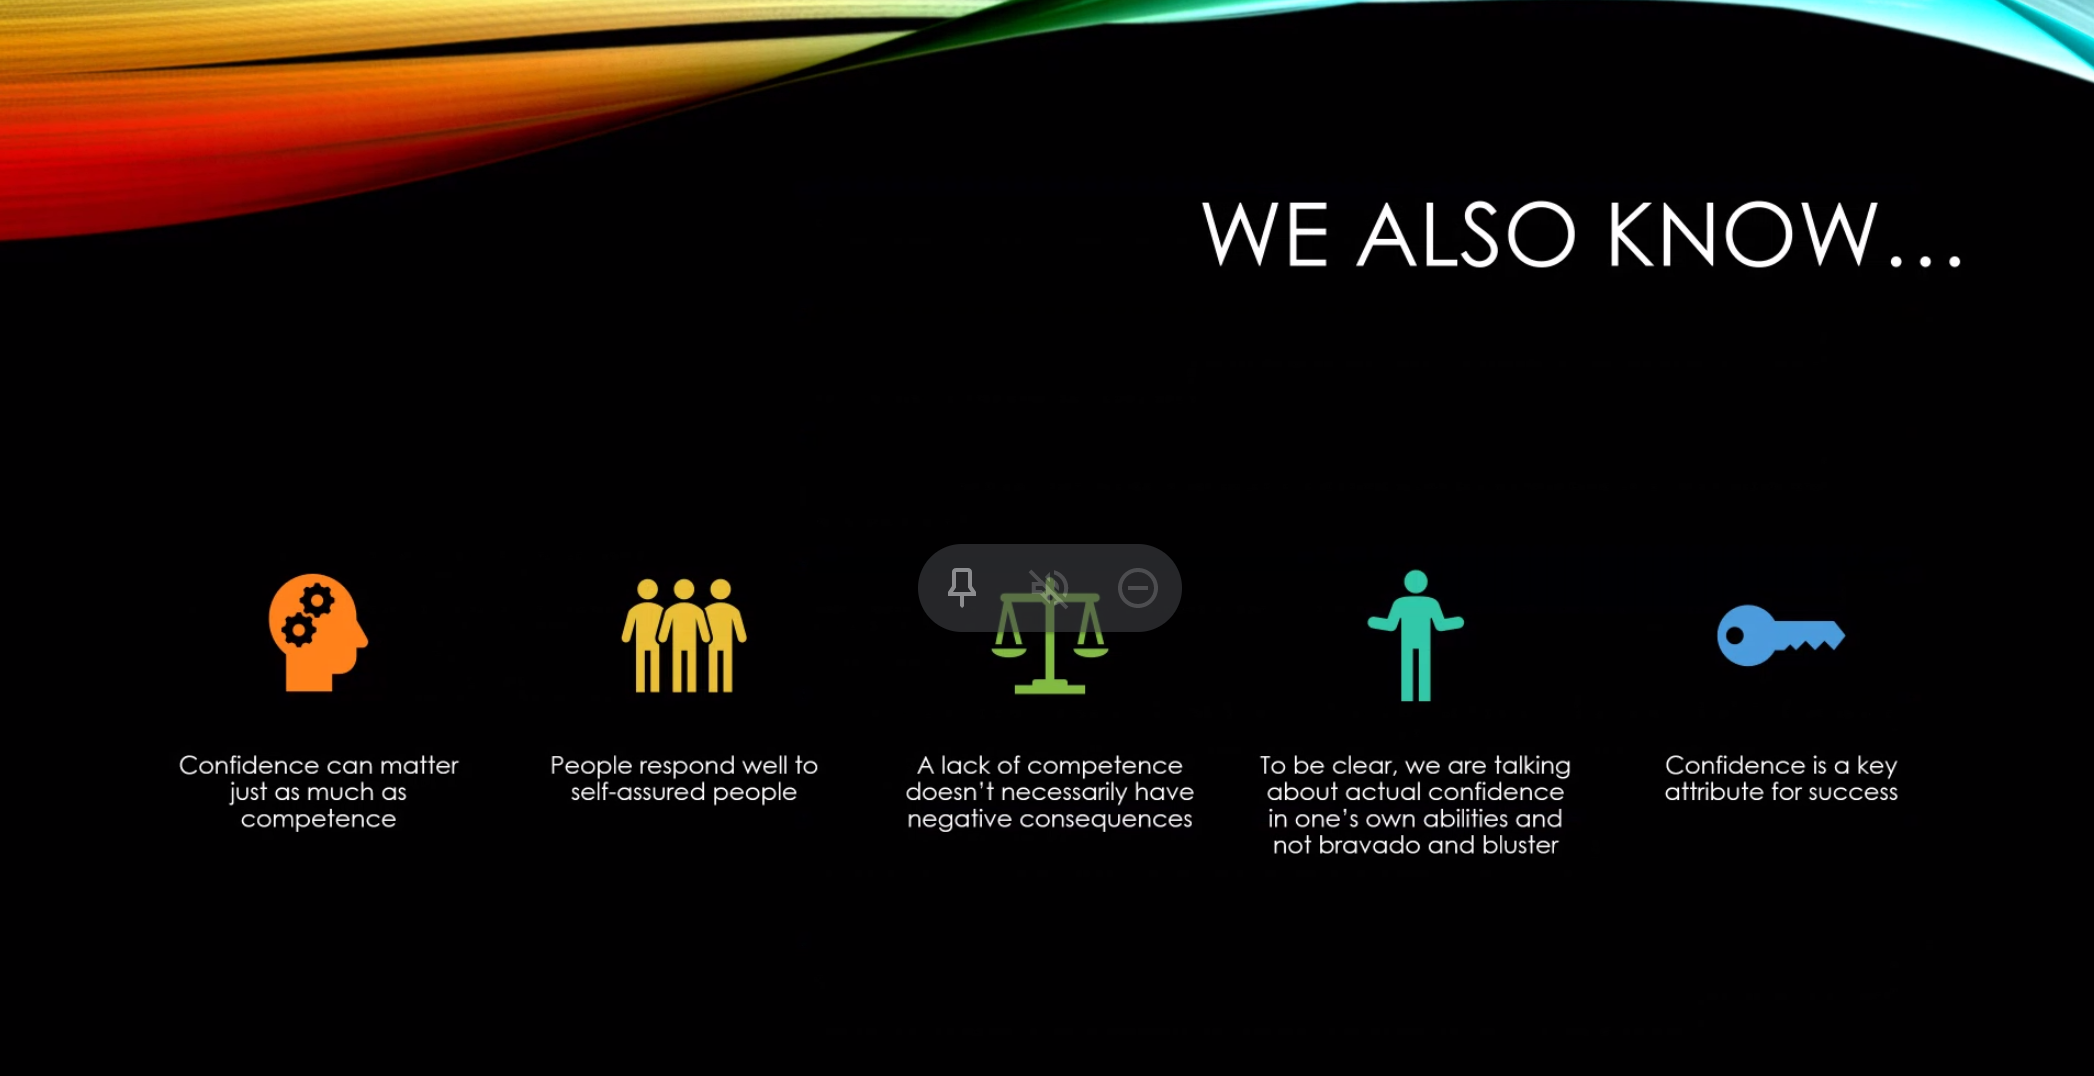 WE ALSO KNOW…
Confidence can matter
just as much as
competence
People respond well to
self-assured people
A lack of competence
doesn’t necessarily have
negative consequences
To be clear, we are talking
about actual confidence
in one’s own abilities and
not bravado and bluster
Confidence is a key
attribute for success